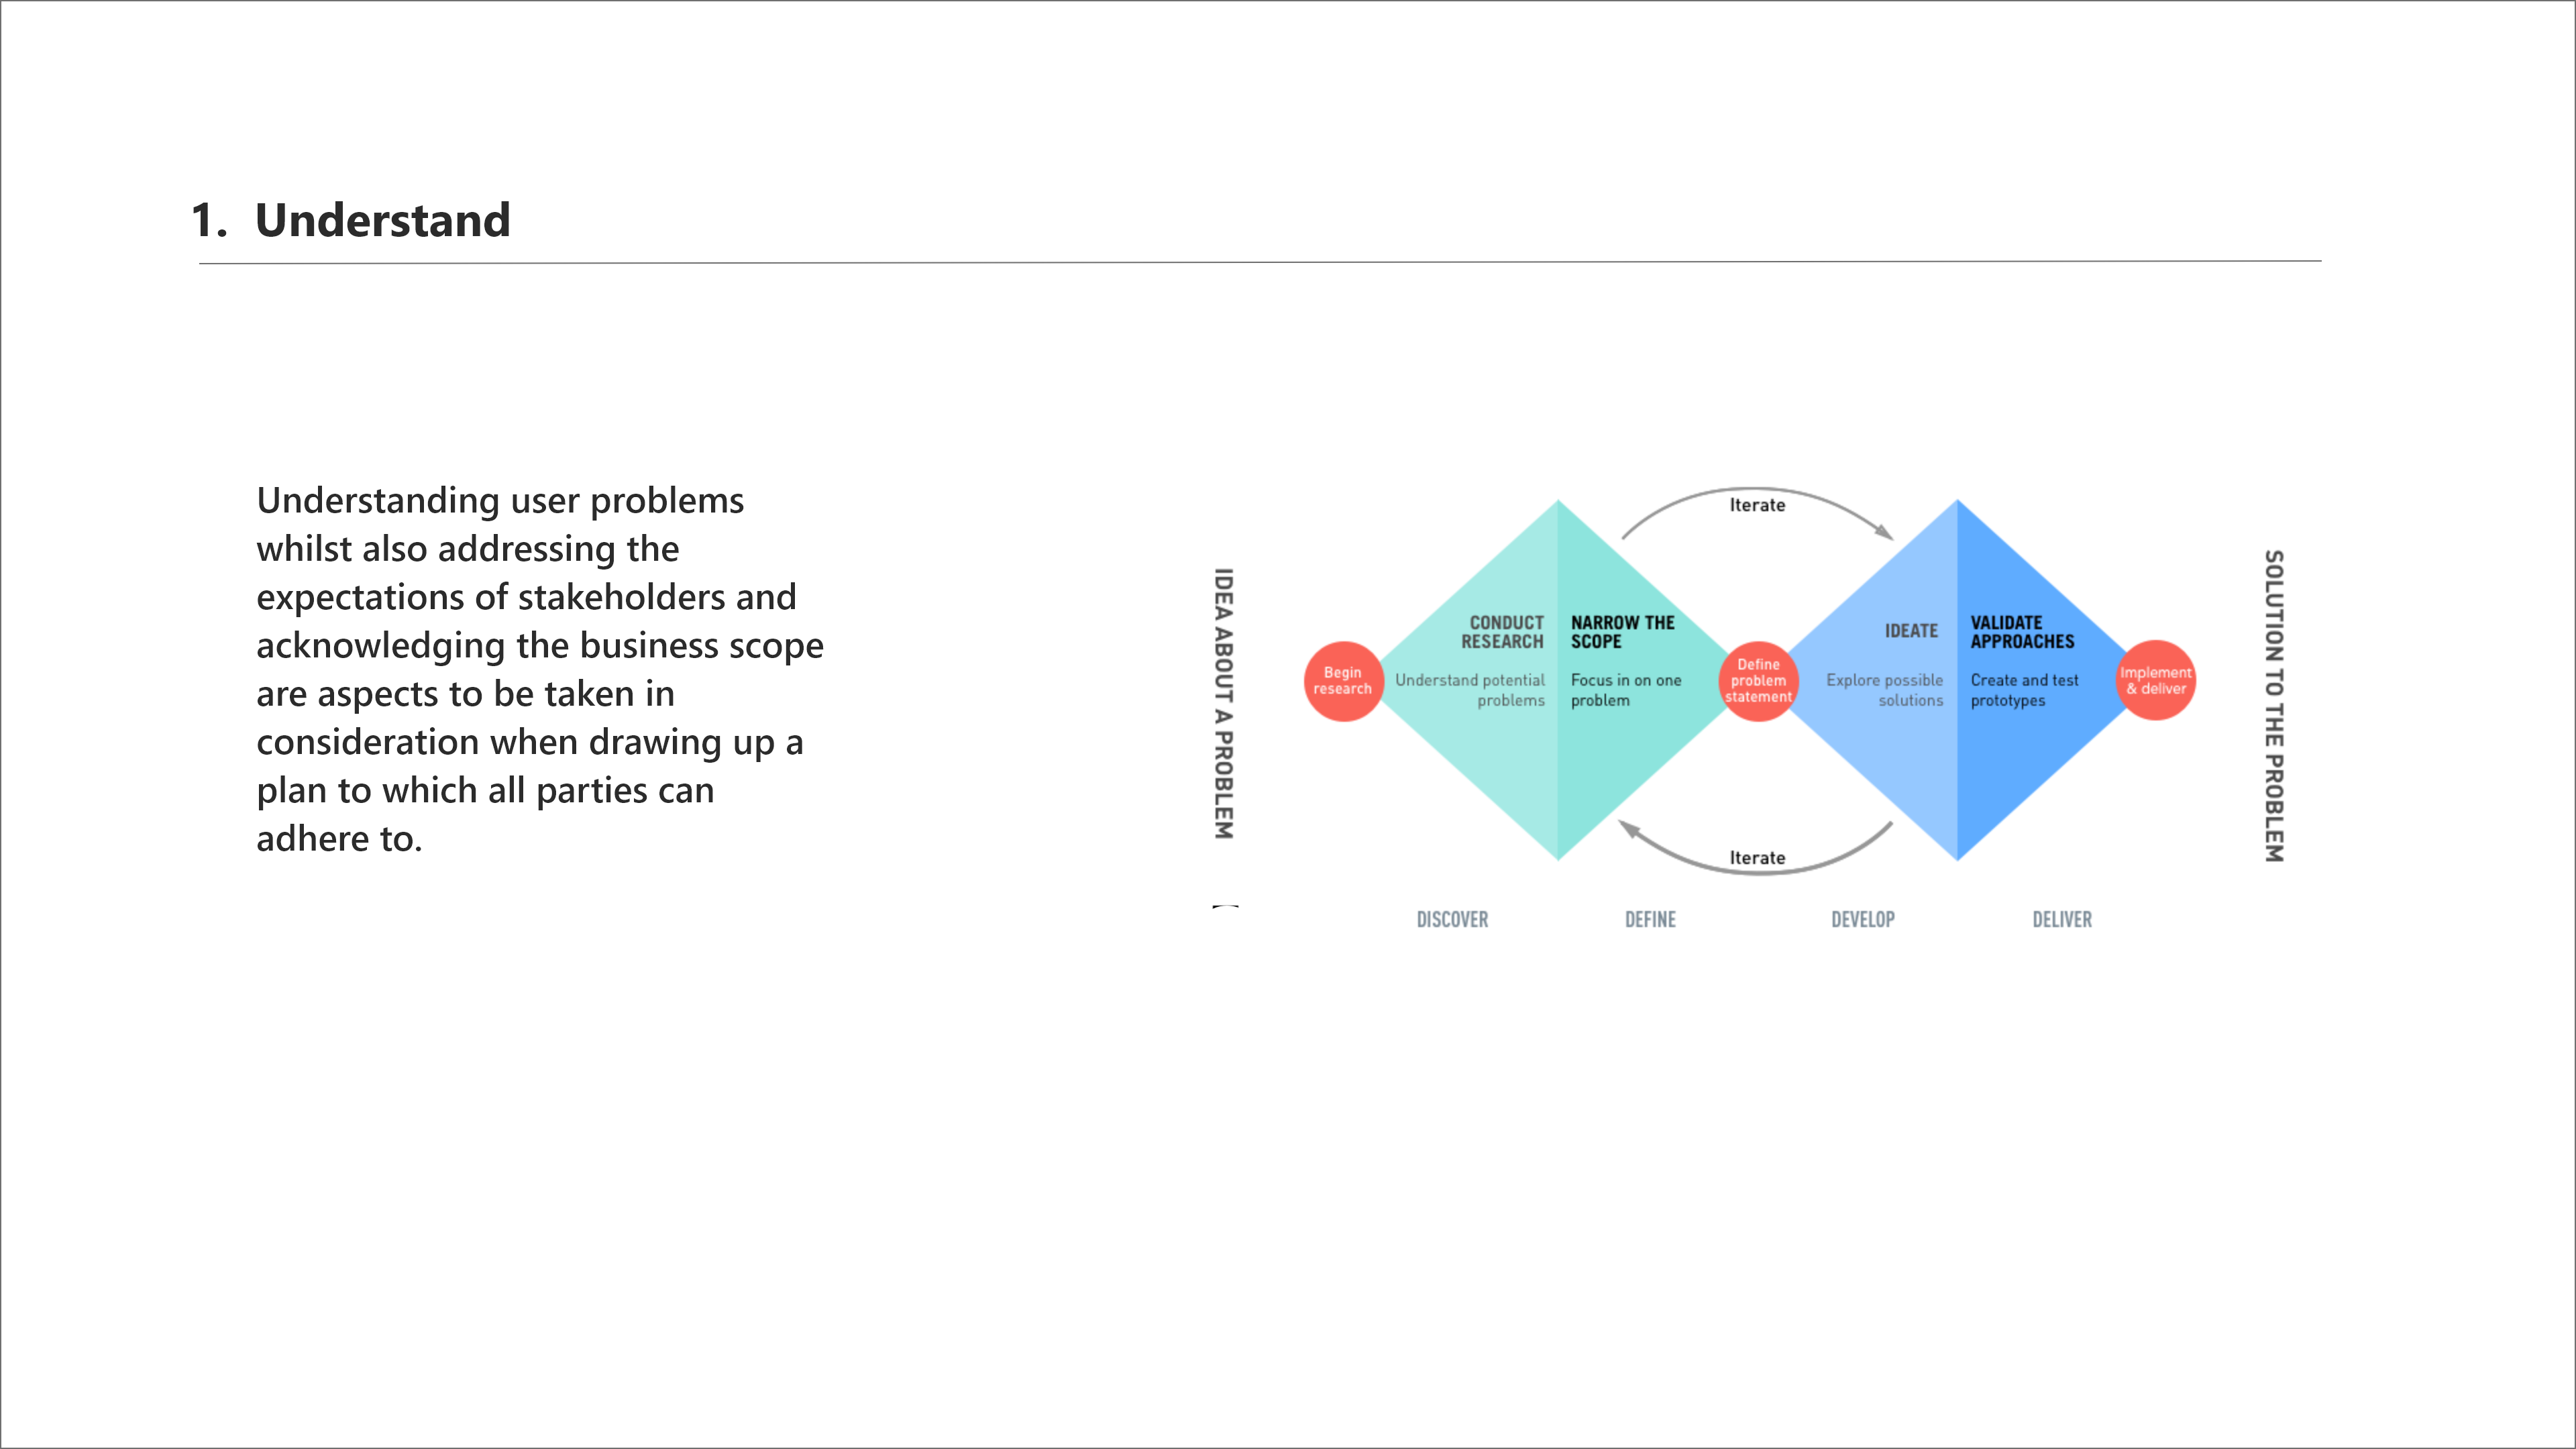 1. Understand
Understanding user problems
whilst also addressing the
expectations of stakeholders and
acknowledging the business scope
are aspects to be taken in
consideration when drawing up a
plan to which all parties can
adhere to.
IDEA ABOUT A PROBLEM
Begin
research
CONDUCT
RESEARCH
Understand potential
problems
NARROW THE
SCOPE
Focus in on one
problem
Iterate
Define
problem
statement
Iterate
IDEATE
Explore possible
solutions
VALIDATE
APPROACHES
Create and test
prototypes
Implement
& deliver
SOLUTION TO THE PROBLEM
DISCOVER
DEFINE
DEVELOP
DELIVER